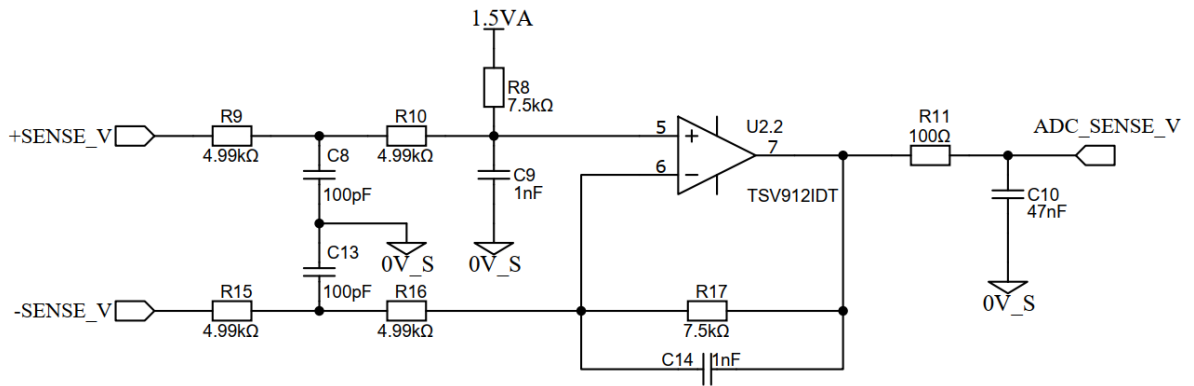 1.5VA
R8
7.5kΩ
+SENSE_V
R9
4.99kΩ
R10
4.99kΩ
C8
100pF
C9
1nF
5
6
7
U2.2
TSV912IDT
R11
100Ω
ADC_SENSE_V
C10
47nF
0V_S
0V_S
0V_S
C13
100pF
-SENSE_V
R15
4.99kΩ
R16
4.99kΩ
R17
7.5kΩ
C14
1nF